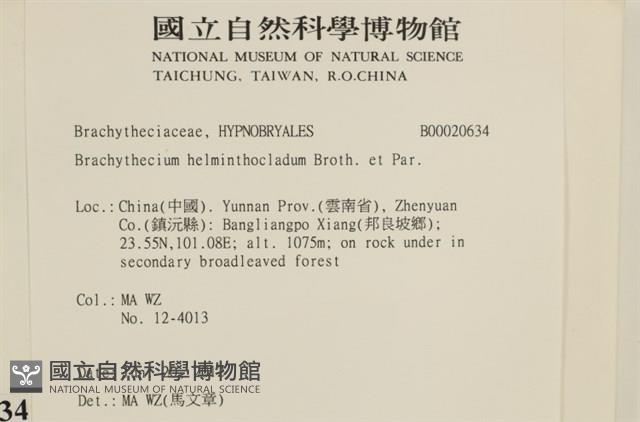 國立自然科學博物館
NATIONAL MUSEUM OF NATURAL SCIENCE
TAICHUNG, TAIWAN, R.O.CHINA
Brachytheciaceae, HYPNOBRYALES B00020634
Brachythecium helminthocladum Broth. et Par.
Loc.: China(中國). Yunnan Prov.(雲南省), Zhenyuan
Co.(鎮沅縣): Bangliangpo Xiang(邦良坡鄉);
23.55N,101.08E; alt. 1075m; on rock under in
secondary broadleaved forest
Col.: MA WZ
No. 12-4013
國立自然科學博物館
NATIONAL MUSEUM OF NATURAL SCIENCE
Det.: MA WZ(馬文章)
34